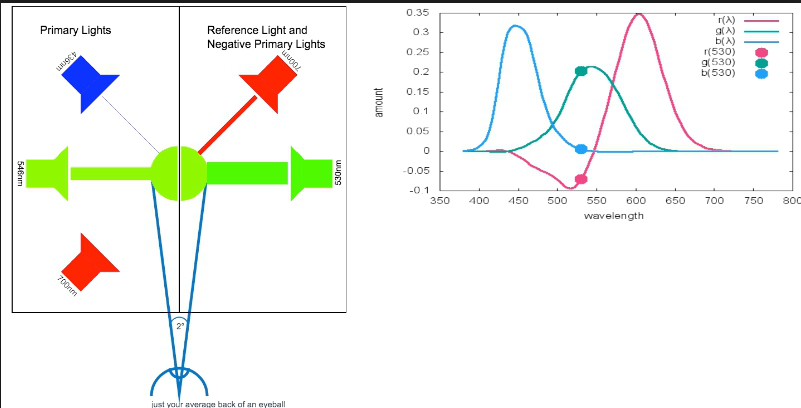 Primary Lights
Reference Light and
Negative Primary Lights
436nm
700nm
546nm
530nm
700nm
2°
just your average back of an eyeball
0.35
0.3
0.25
0.2
0.15
0.1
0.05
0
-0.05
-0.1
amount
350 400 450 500 550 600 650 700 750 800
wavelength
r(λ)
g(λ)
b(λ)
r(530)
g(530)
b(530)